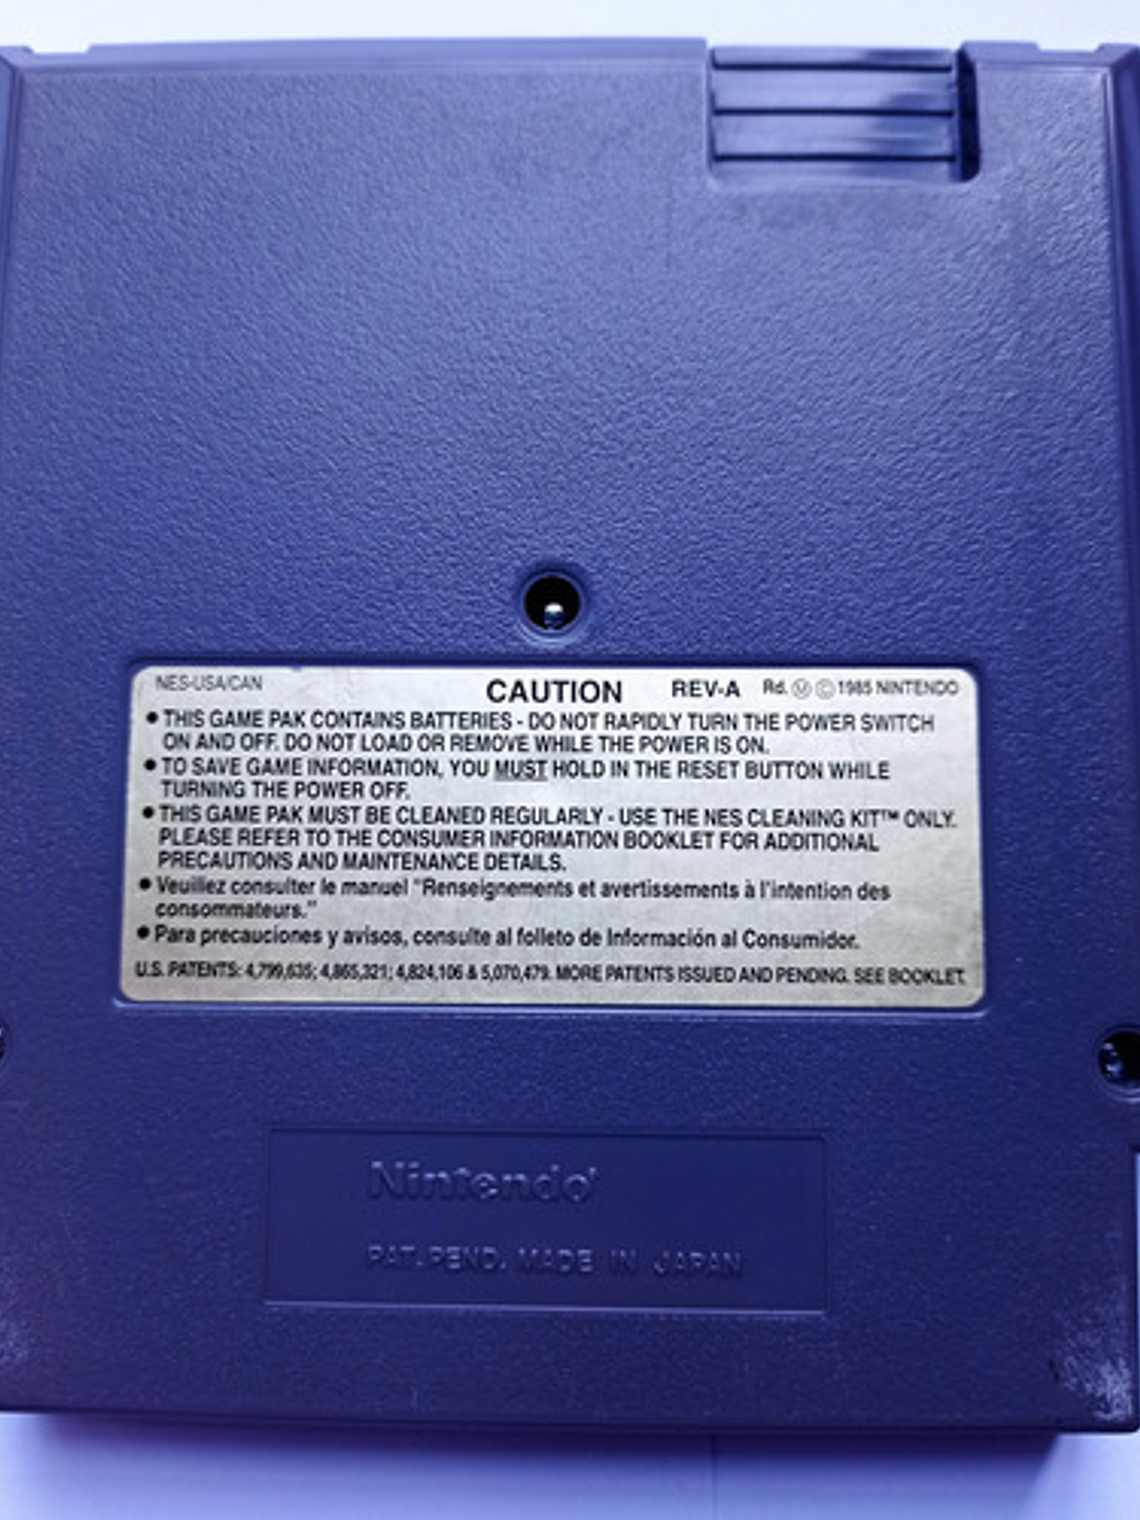 NES-USA/CAN CAUTION REV-A Rd. Ⓜ © 1985 NINTENDO
● THIS GAME PAK CONTAINS BATTERIES - DO NOT RAPIDLY TURN THE POWER SWITCH
ON AND OFF. DO NOT LOAD OR REMOVE WHILE THE POWER IS ON.
● TO SAVE GAME INFORMATION, YOU MUST HOLD IN THE RESET BUTTON WHILE
TURNING THE POWER OFF.
● THIS GAME PAK MUST BE CLEANED REGULARLY - USE THE NES CLEANING KIT™ ONLY.
PLEASE REFER TO THE CONSUMER INFORMATION BOOKLET FOR ADDITIONAL
PRECAUTIONS AND MAINTENANCE DETAILS.
● Veuillez consulter le manuel "Renseignements et avertissements à l'intention des
consommateurs."
● Para precauciones y avisos, consulte al folleto de Información al Consumidor.
U.S. PATENTS: 4,799,635; 4,865,321; 4,824,106 & 5,070,479. MORE PATENTS ISSUED AND PENDING. SEE BOOKLET.
Nintendo
PAT. PEND. MADE IN JAPAN